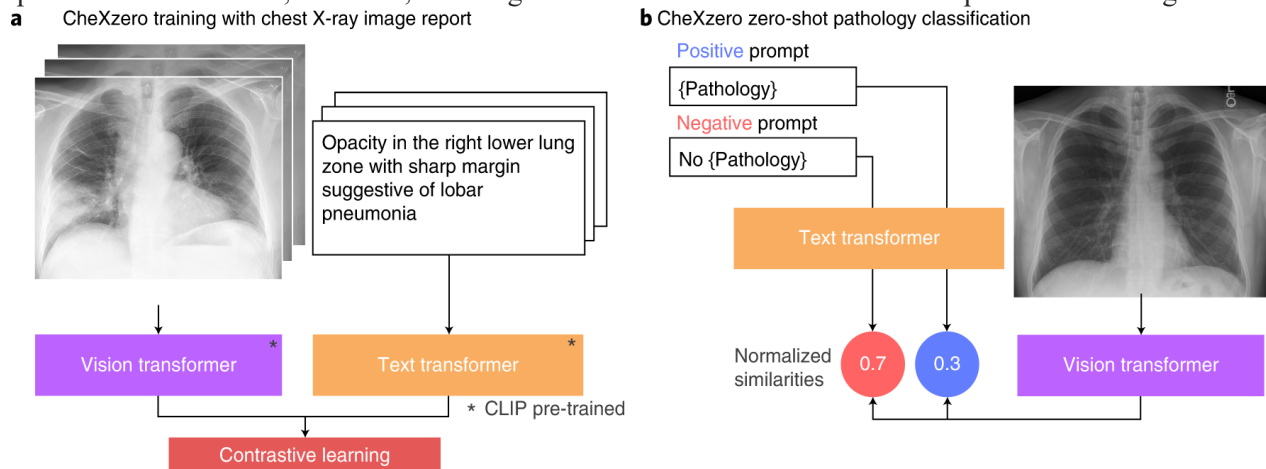 a CheXzero training with chest X-ray image report
Opacity in the right lower lung
zone with sharp margin
suggestive of lobar
pneumonia
Vision transformer *
Text transformer *
* CLIP pre-trained
Contrastive learning
b CheXzero zero-shot pathology classification
Positive prompt
{Pathology}
Negative prompt
No {Pathology}
Text transformer
Normalized
similarities
0.7
0.3
Vision transformer